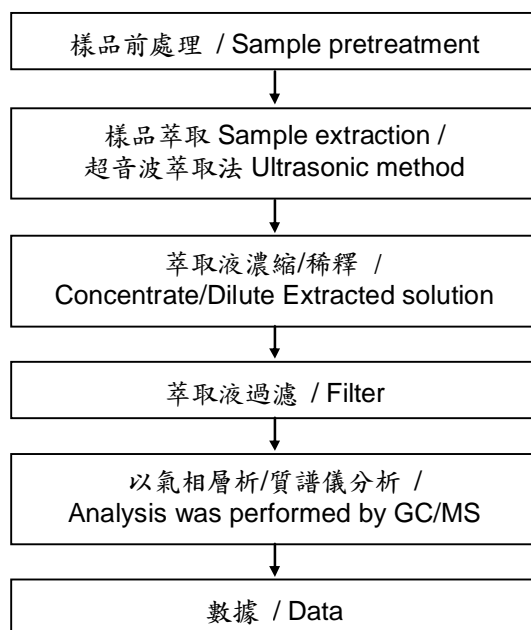 樣品前處理 / Sample pretreatment
樣品萃取 Sample extraction /
超音波萃取法 Ultrasonic method
萃取液濃縮/稀釋 /
Concentrate/Dilute Extracted solution
萃取液過濾 / Filter
以氣相層析/質譜儀分析 /
Analysis was performed by GC/MS
數據 / Data